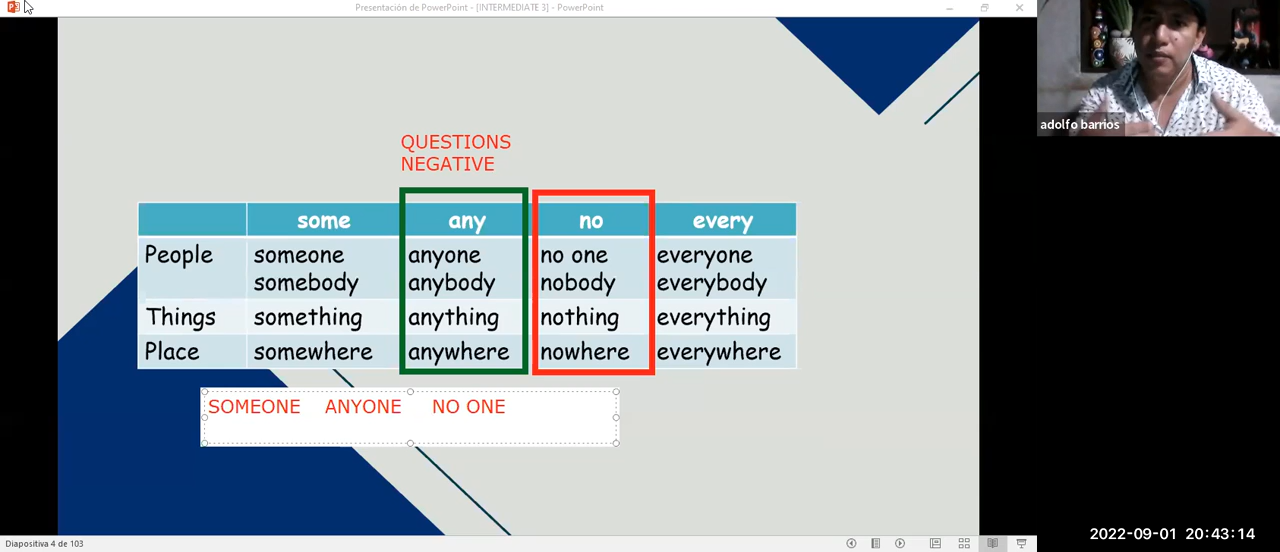 Presentación de PowerPoint - [INTERMEDIATE 3] - PowerPoint
adolfo barrios
QUESTIONS
NEGATIVE
some any no every
People someone anyone no one everyone
somebody anybody nobody everybody
Things something anything nothing everything
Place somewhere anywhere nowhere everywhere
SOMEONE ANYONE NO ONE
Diapositiva 4 de 103
2022-09-01 20:43:14